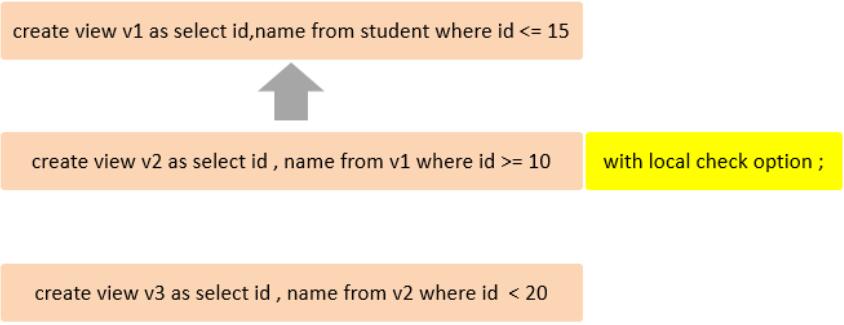 create view v1 as select id,name from student where id <= 15
create view v2 as select id , name from v1 where id >= 10 with local check option ;
create view v3 as select id , name from v2 where id  < 20